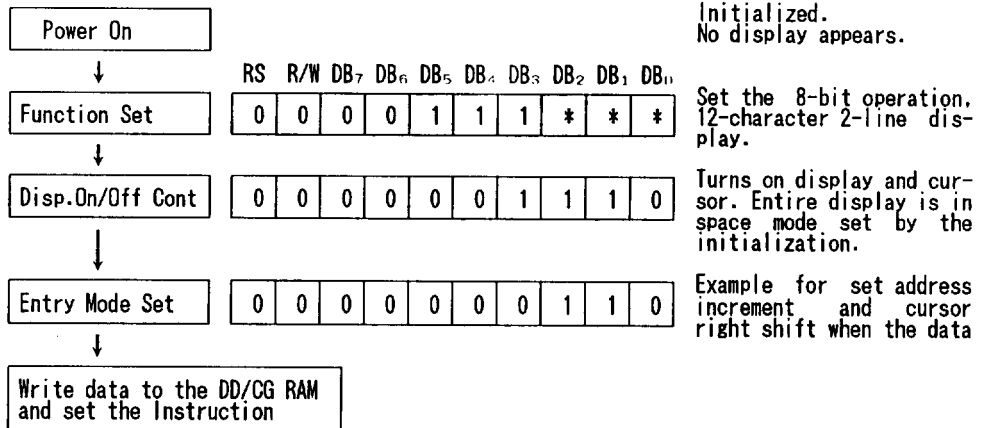 Power On
Initialized.
No display appears.
RS R/W DB₇ DB₆ DB₅ DB₄ DB₃ DB₂ DB₁ DB₀
Function Set
0 0 0 0 1 1 1 * * *
Set the 8-bit operation,
12-character 2-line dis-
play.
Disp.On/Off Cont
0 0 0 0 0 0 1 1 1 0
Turns on display and cur-
sor. Entire display is in
space mode set by the
initialization.
Entry Mode Set
0 0 0 0 0 0 0 1 1 0
Example for set address
increment and cursor
right shift when the data
Write data to the DD/CG RAM
and set the Instruction